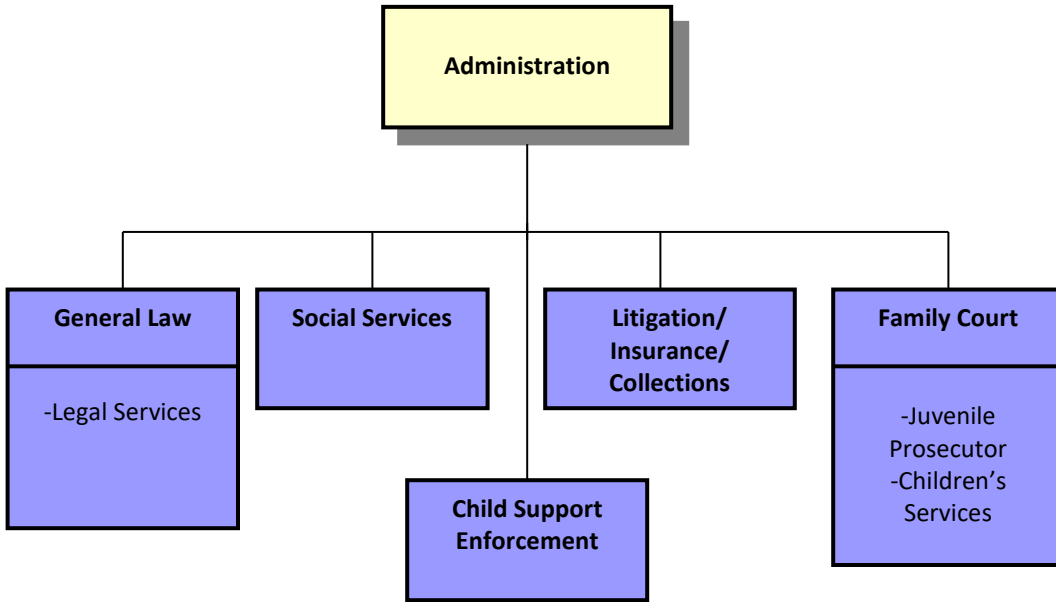 Administration
General Law
-Legal Services
Social Services
Litigation/
Insurance/
Collections
Family Court
-Juvenile
Prosecutor
-Children’s
Services
Child Support
Enforcement